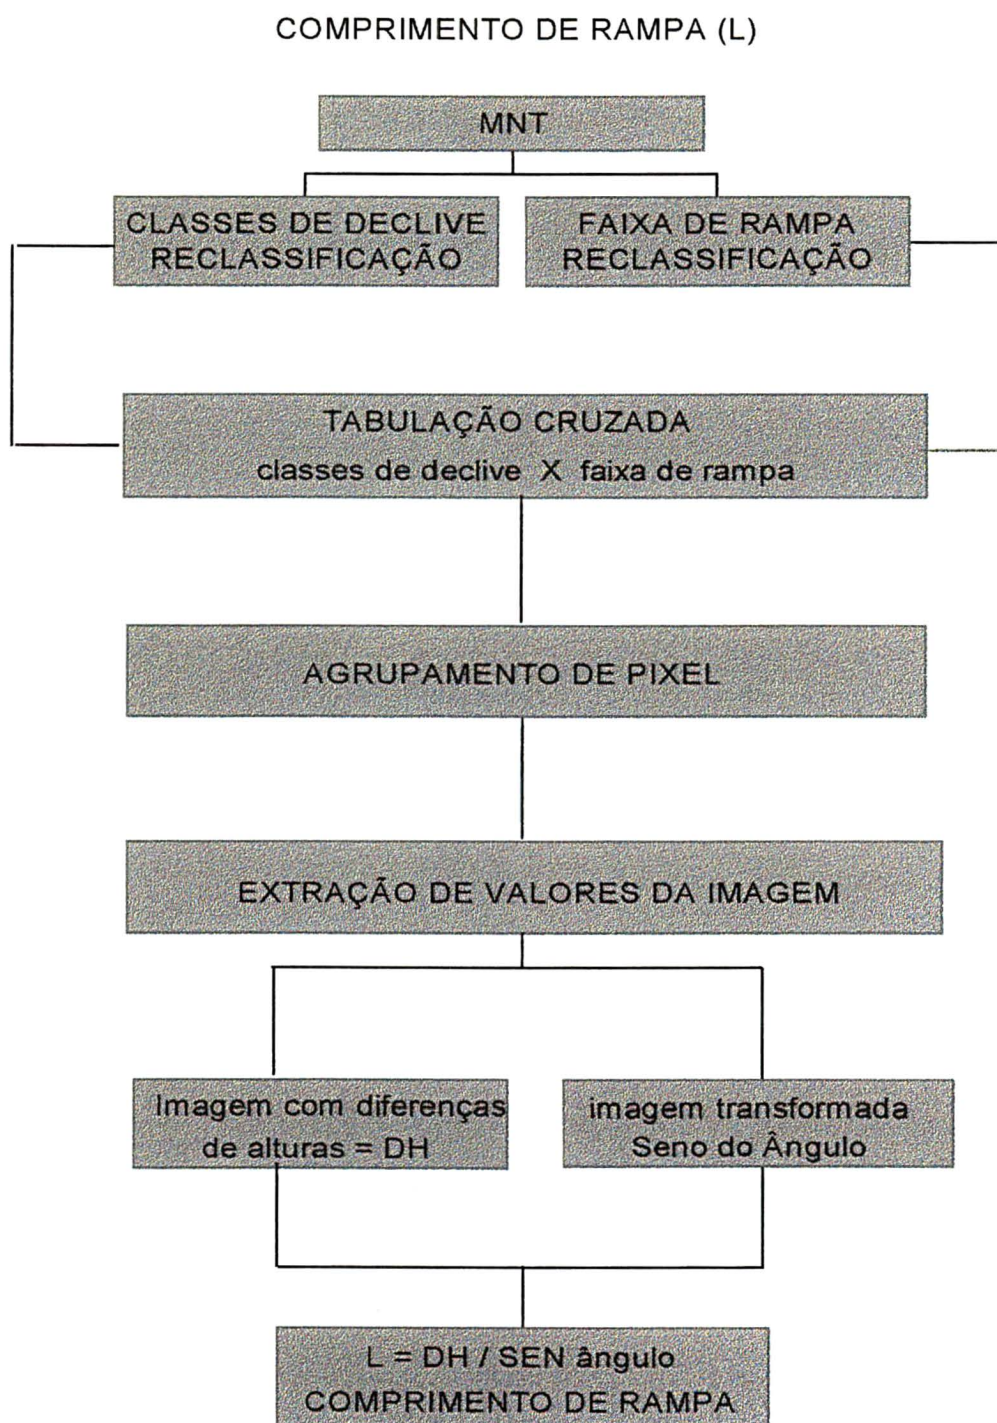 COMPRIMENTO DE RAMPA (L)
MNT
CLASSES DE DECLIVE
RECLASSIFICAÇÃO
FAIXA DE RAMPA
RECLASSIFICAÇÃO
TABULAÇÃO CRUZADA
classes de declive X faixa de rampa
AGRUPAMENTO DE PIXEL
EXTRAÇÃO DE VALORES DA IMAGEM
Imagem com diferenças
de alturas = DH
imagem transformada
Seno do Ângulo
L = DH / SEN ângulo
COMPRIMENTO DE RAMPA